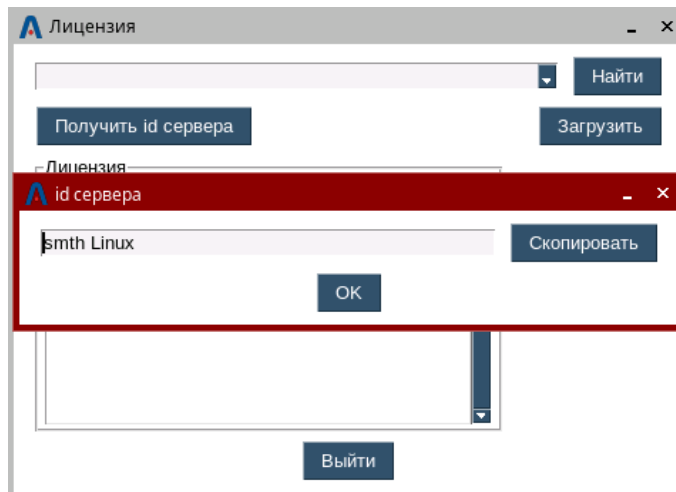 Лицензия
Найти
Получить id сервера
Загрузить
Лицензия
id сервера
smth Linux
Скопировать
OK
Выйти